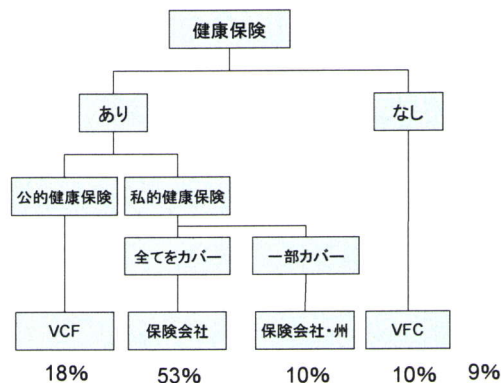 健康保険
あり
なし
公的健康保険
私的健康保険
全てをカバー
一部カバー
VCF
保険会社
保険会社・州
VFC
18%
53%
10%
10%
9%